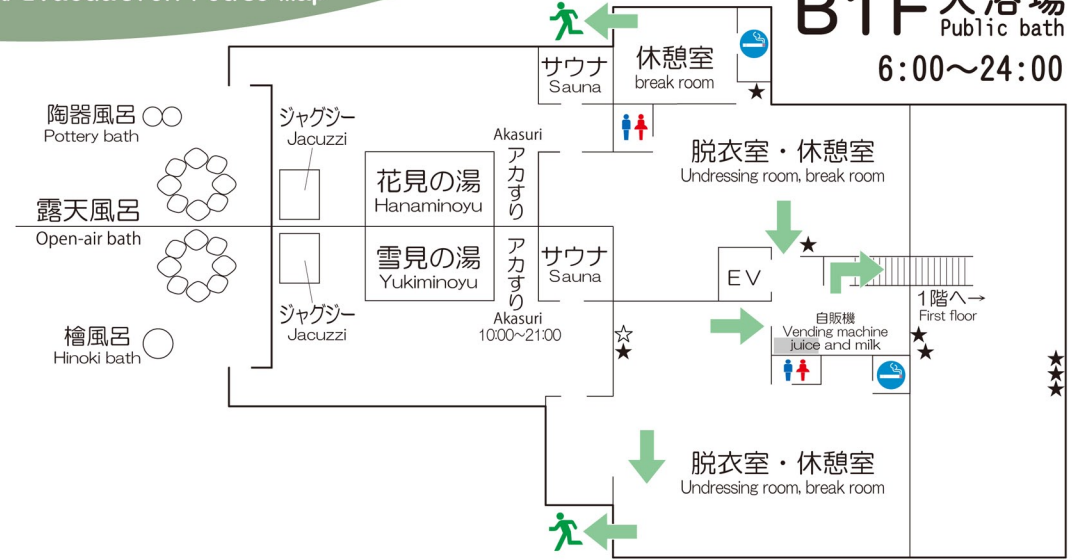 B1F 大浴場
Public bath
6:00～24:00
サウナ
Sauna
休憩室
break room
陶器風呂
Pottery bath
ジャグジー
Jacuzzi
Akasuri
アカすり
脱衣室・休憩室
Undressing room, break room
花見の湯
Hanaminoyu
露天風呂
Open-air bath
雪見の湯
Yukiminoyu
アカすり
Akasuri
10:00～21:00
サウナ
Sauna
EV
1階へ→
First floor
ジャグジー
Jacuzzi
自販機
Vending machine
juice and milk
檜風呂
Hinoki bath
脱衣室・休憩室
Undressing room, break room